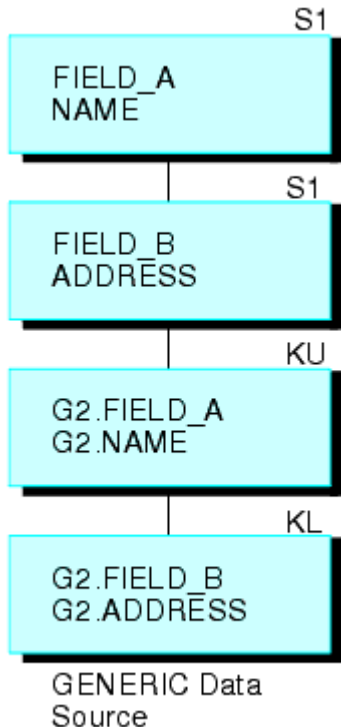 S1
FIELD_A
NAME
S1
FIELD_B
ADDRESS
KU
G2.FIELD_A
G2.NAME
KL
G2.FIELD_B
G2.ADDRESS
GENERIC Data
Source